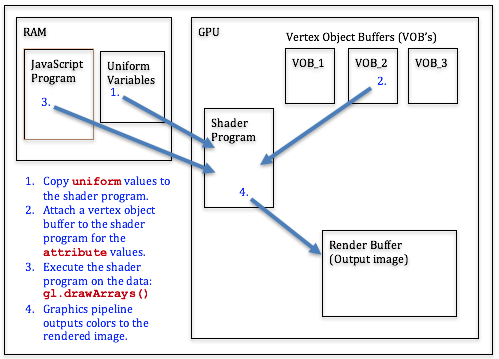 RAM
JavaScript
Program
3.
Uniform
Variables
1.
GPU
Vertex Object Buffers (VOB's)
VOB_1
VOB_2
2.
VOB_3
Shader
Program
4.
Render Buffer
(Output image)
1. Copy uniform values to
the shader program.
2. Attach a vertex object
buffer to the shader
program for the
attribute values.
3. Execute the shader
program on the data:
gl.drawArrays()
4. Graphics pipeline
outputs colors to the
rendered image.